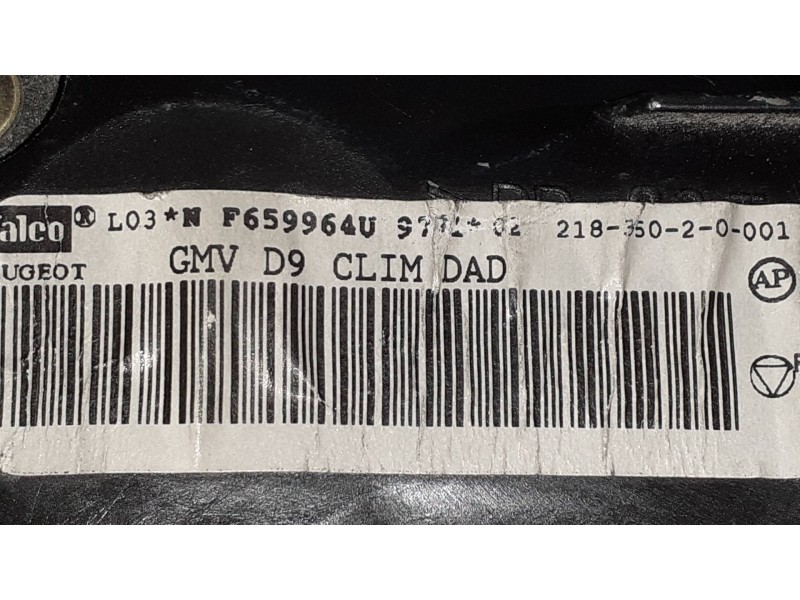 alco® L03*N F659964U 218-350-2-0-001
UGEOT GMV D9 CLIM DAD
AP